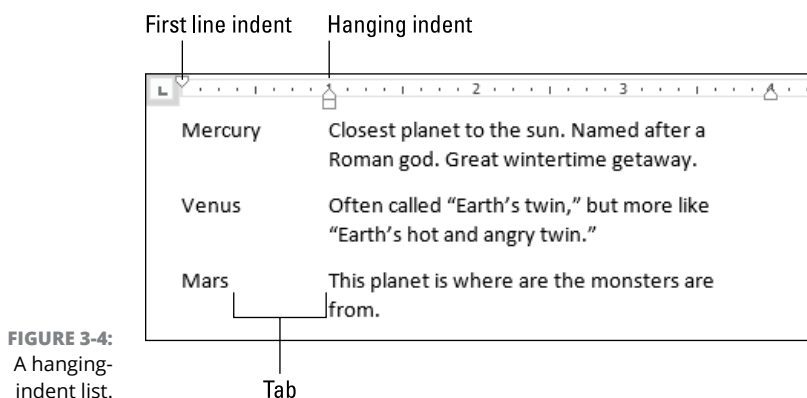 First line indent Hanging indent
1 2 3 4
Mercury Closest planet to the sun. Named after a
Roman god. Great wintertime getaway.
Venus Often called “Earth’s twin,” but more like
“Earth’s hot and angry twin.”
Mars This planet is where are the monsters are
from.
FIGURE 3-4:
A hanging-
indent list.
Tab